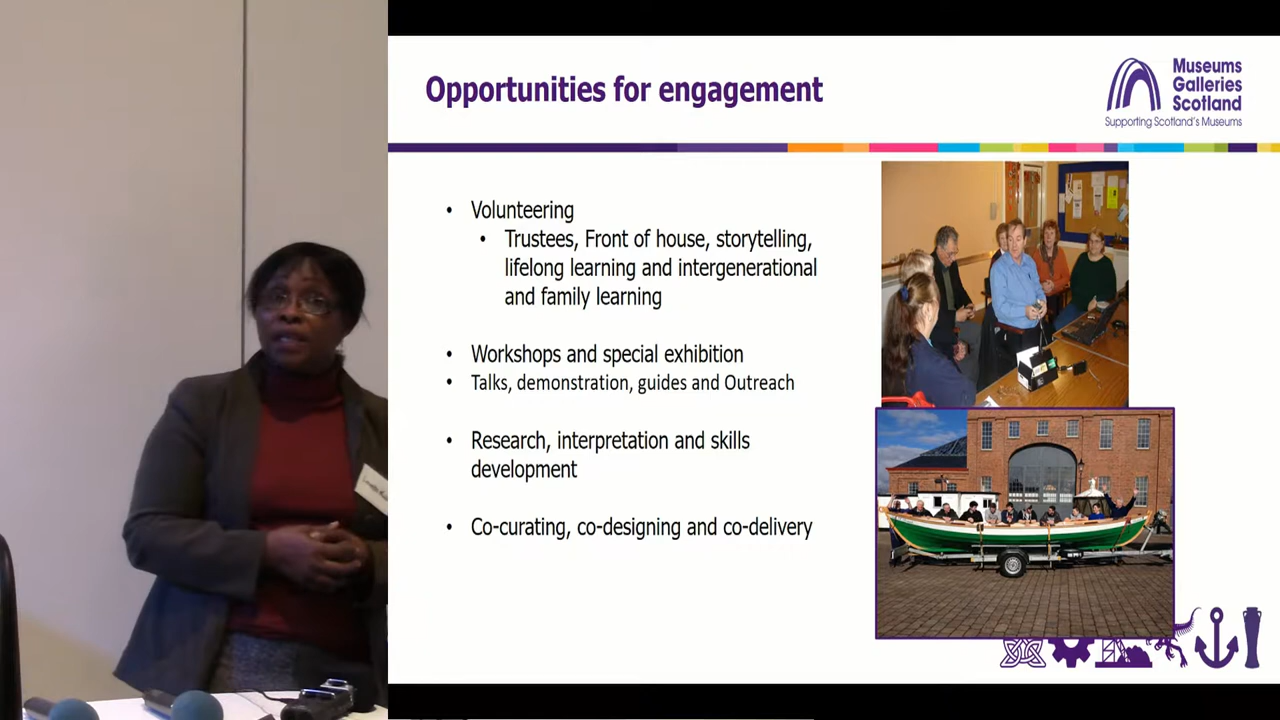 Opportunities for engagement
Museums
Galleries
Scotland
Supporting Scotland's Museums
• Volunteering
• Trustees, Front of house, storytelling,
lifelong learning and intergenerational
and family learning
• Workshops and special exhibition
• Talks, demonstration, guides and Outreach
• Research, interpretation and skills
development
• Co-curating, co-designing and co-delivery